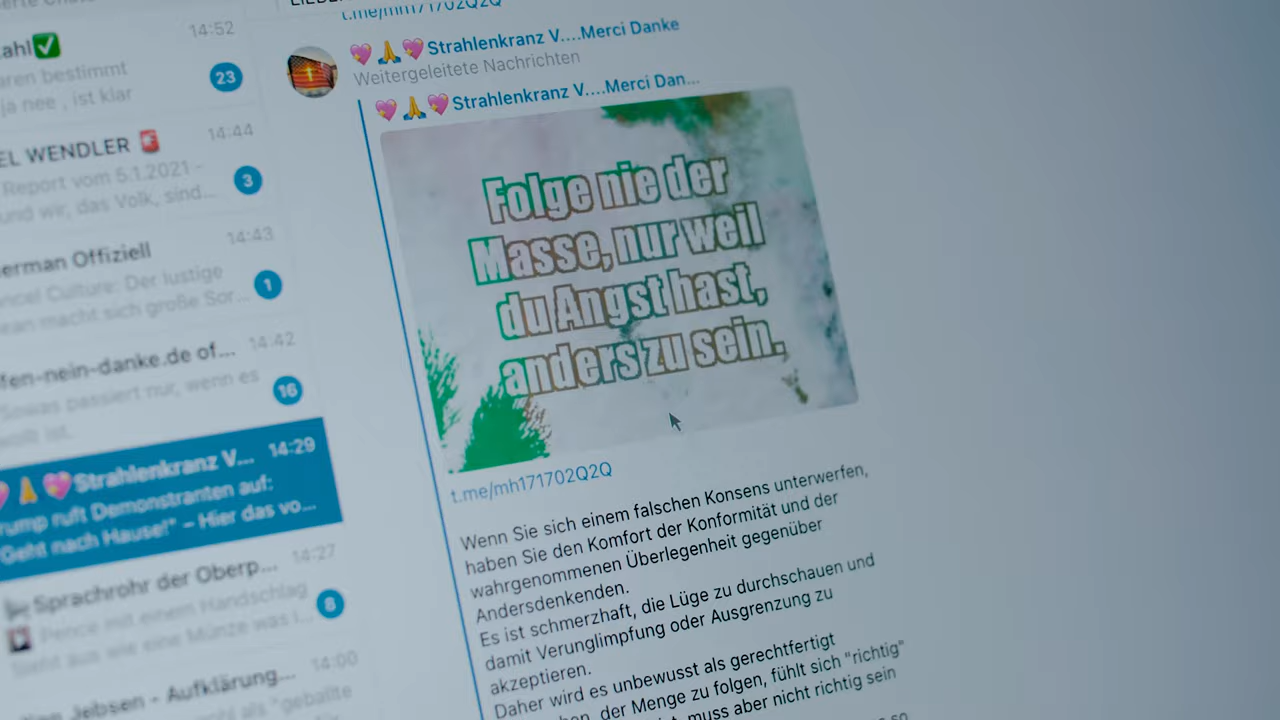 t.me/mh171702Q2Q
14:52
ahl✅
aren bestimmt
ja nee , ist klar
23
14:44
EL WENDLER 🚨
Report vom 5.1.2021 -
und wir, das Volk, sind...
3
14:43
erman Offiziell
ancel Culture: Der lustige
ean macht sich große Sor...
1
14:42
fen-nein-danke.de of...
Sowas passiert nur, wenn es
wollt ist.
16
14:29
💖🙏💖Strahlenkranz V...
rump ruft Demonstranten auf:
Geht nach Hause!" – Hier das vo...
14:27
Sprachrohr der Oberp...
Pence mit einem Handschlag
Sieht aus wie eine Münze was i...
8
14:00
Jebsen - Aufklärung...
als "geballte
💖🙏💖Strahlenkranz V....Merci Danke
Weitergeleitete Nachrichten
💖🙏💖Strahlenkranz V....Merci Dan...
Folge nie der
Masse, nur weil
du Angst hast,
anders zu sein.
t.me/mh171702Q2Q
Wenn Sie sich einem falschen Konsens unterwerfen,
haben Sie den Komfort der Konformität und der
wahrgenommenen Überlegenheit gegenüber
Andersdenkenden.
Es ist schmerzhaft, die Lüge zu durchschauen und
damit Verunglimpfung oder Ausgrenzung zu
akzeptieren.
Daher wird es unbewusst als gerechtfertigt
der Menge zu folgen, fühlt sich "richtig"
muss aber nicht richtig sein